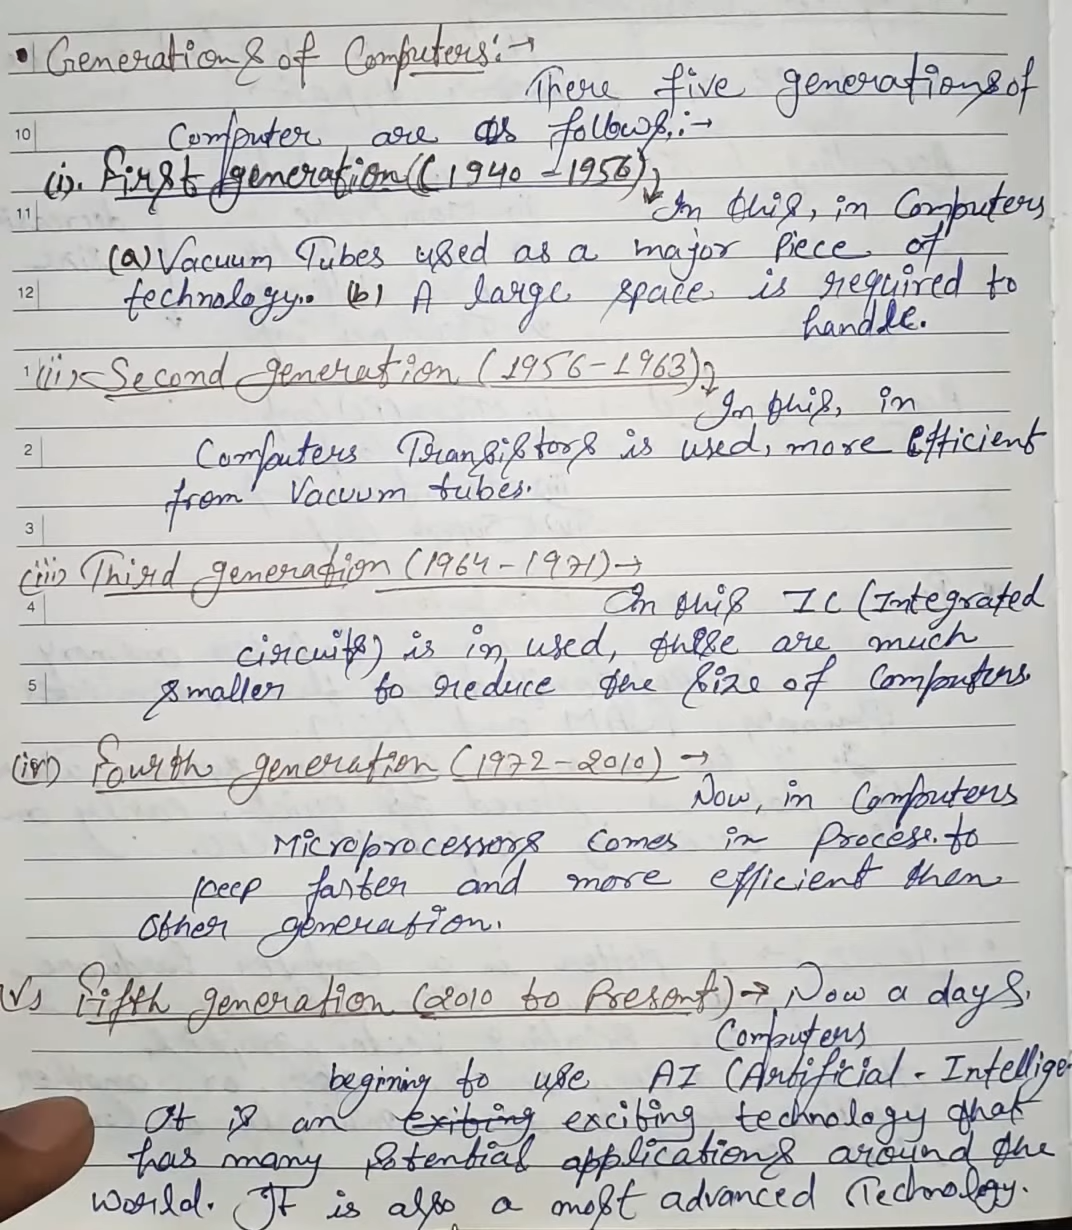 • Generations of Computers:→
There five generations of
10
Computer are as follows:→
(i). First generation (1940 - 1956)→
11
In this, in Computers
(a) Vacuum Tubes used as a major Piece of
12
technology. (b) A large space is required to
handle.
1
(ii) Second generation (1956-1963)→
In this, in
2
Computers Transistors is used, more Efficient
from Vacuum tubes.
3
(iii) Third generation (1964-1971)→
4
In this IC (Integrated
circuits) is in used, these are much
5
smaller to reduce the size of Computers.
(iv) Fourth generation (1972-2010)→
Now, in Computers
Microprocessors Comes in Process. to
keep faster and more efficient then
Other generation.
(v) Fifth generation (2010 to Present)→ Now a days,
Computers
begining to use AI (Artificial - Intellige
It is an exiting exciting technology that
has many potential applications around the
world. It is also a most advanced Technology.